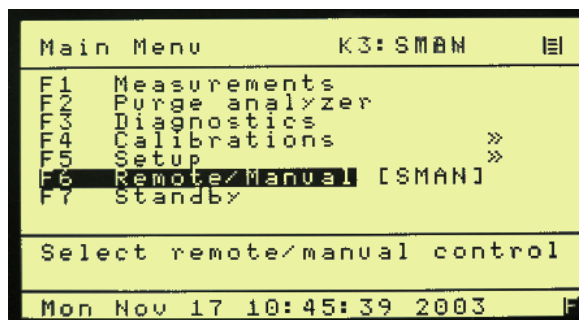 Main Menu K3:SMAN
F1 Measurements
F2 Purge analyzer
F3 Diagnostics
F4 Calibrations »
F5 Setup »
F6 Remote/Manual [SMAN]
F7 Standby
Select remote/manual control
Mon Nov 17 10:45:39 2003